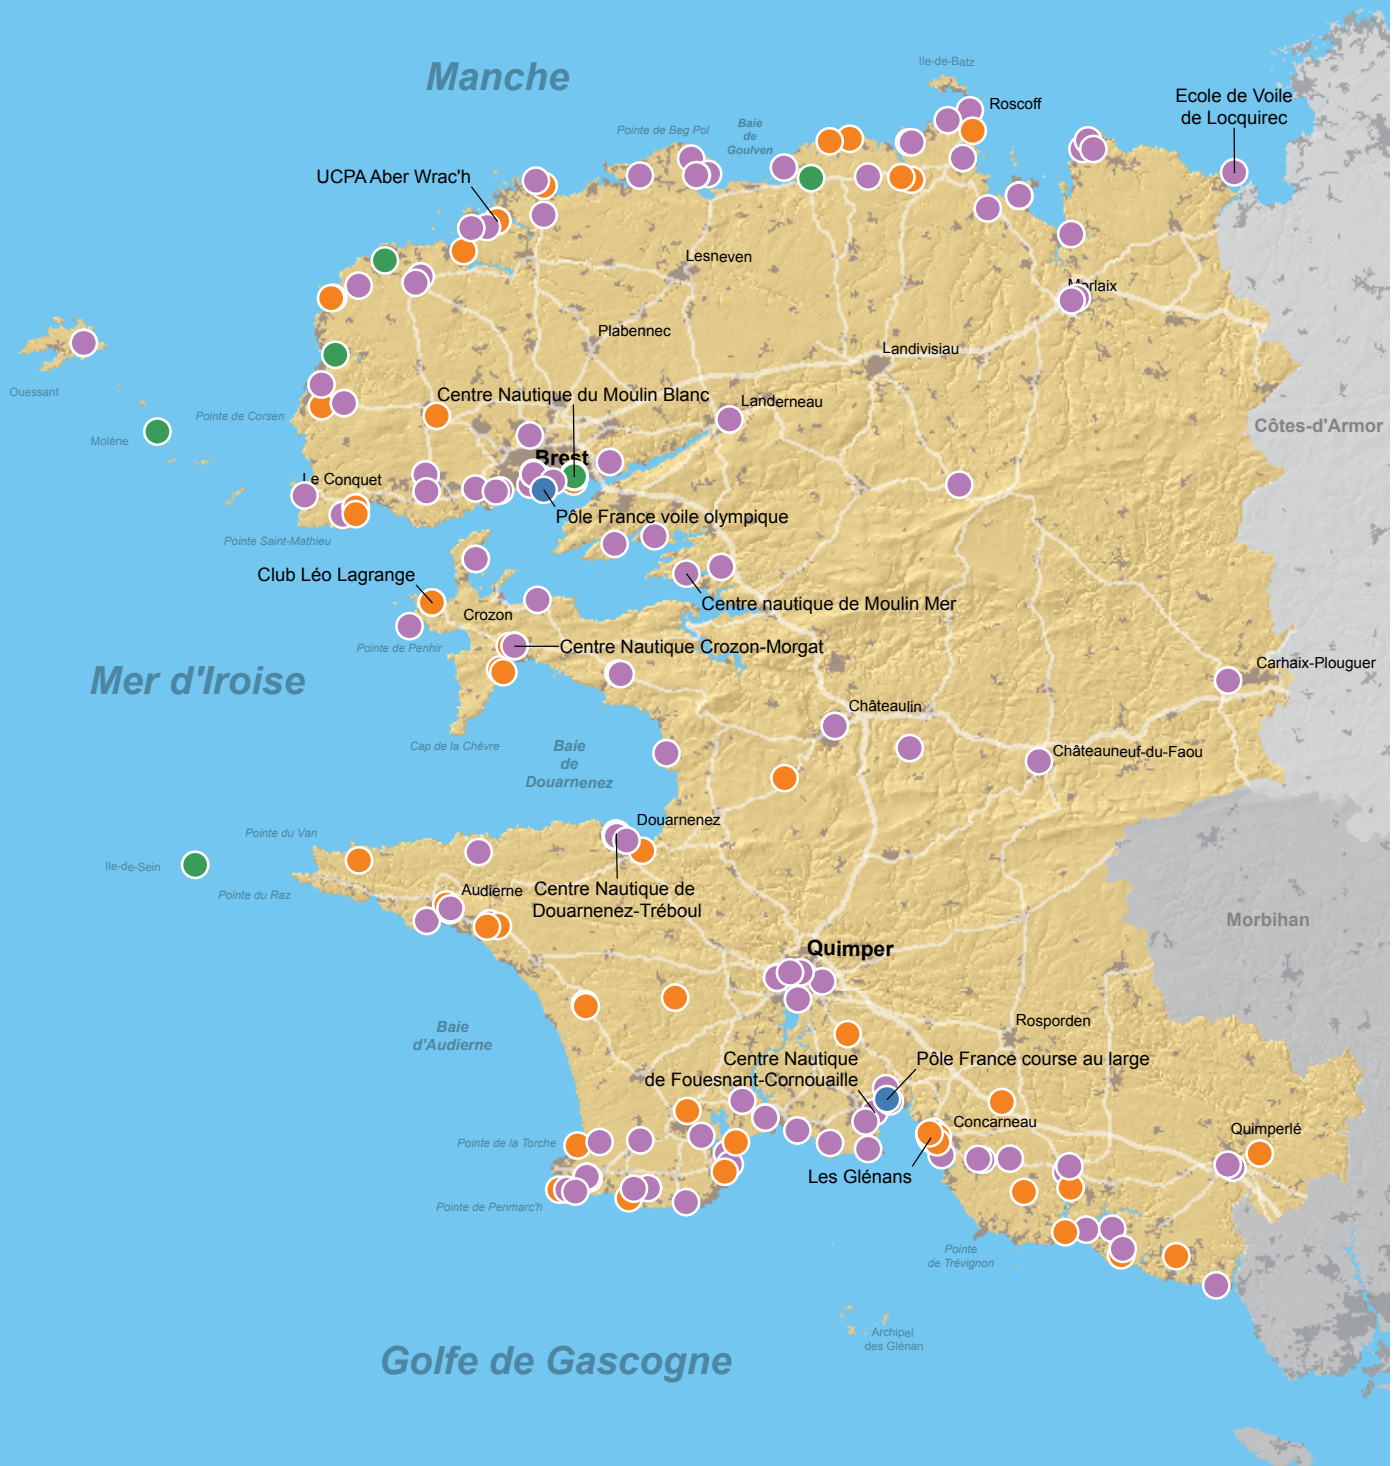 Ile-de-Batz
Manche
Roscoff
Ecole de Voile
de Locquirec
Pointe de Beg Pol
Baie
de
Goulven
UCPA Aber Wrac'h
Lesneven
Morlaix
Plabennec
Landivisiau
Ouessant
Centre Nautique du Moulin Blanc
Landerneau
Pointe de Corsen
Côtes-d'Armor
Molène
Brest
Le Conquet
Pôle France voile olympique
Pointe Saint-Mathieu
Club Léo Lagrange
Centre nautique de Moulin Mer
Crozon
Pointe de Penhir
Centre Nautique Crozon-Morgat
Carhaix-Plouguer
Mer d'Iroise
Châteaulin
Cap de la Chèvre
Baie
de
Douarnenez
Châteauneuf-du-Faou
Douarnenez
Pointe du Van
Ile-de-Sein
Pointe du Raz
Audierne
Centre Nautique de
Douarnenez-Tréboul
Morbihan
Quimper
Baie
d'Audierne
Rosporden
Centre Nautique
de Fouesnant-Cornouaille
Pôle France course au large
Concarneau
Quimperlé
Pointe de la Torche
Les Glénans
Pointe de Penmarc'h
Pointe
de Trévignon
Archipel
des Glénan
Golfe de Gascogne